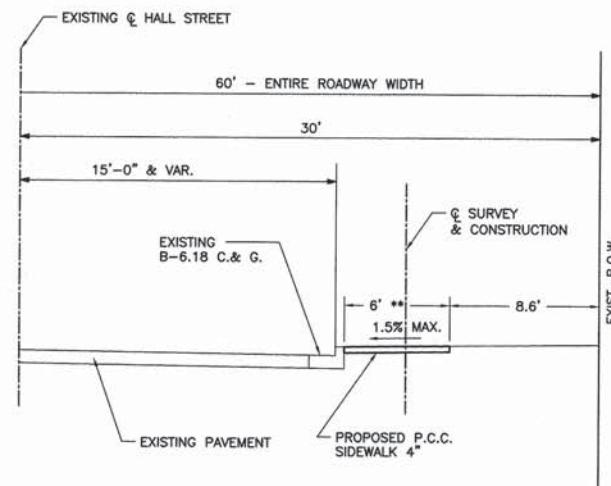 EXISTING ℄ HALL STREET
60' - ENTIRE ROADWAY WIDTH
30'
15'-0" & VAR.
℄ SURVEY
& CONSTRUCTION
EXISTING
B-6.18 C.& G.
6' **
8.6'
1.5% MAX.
EXIST. R.O.W.
EXISTING PAVEMENT
PROPOSED P.C.C.
SIDEWALK 4"